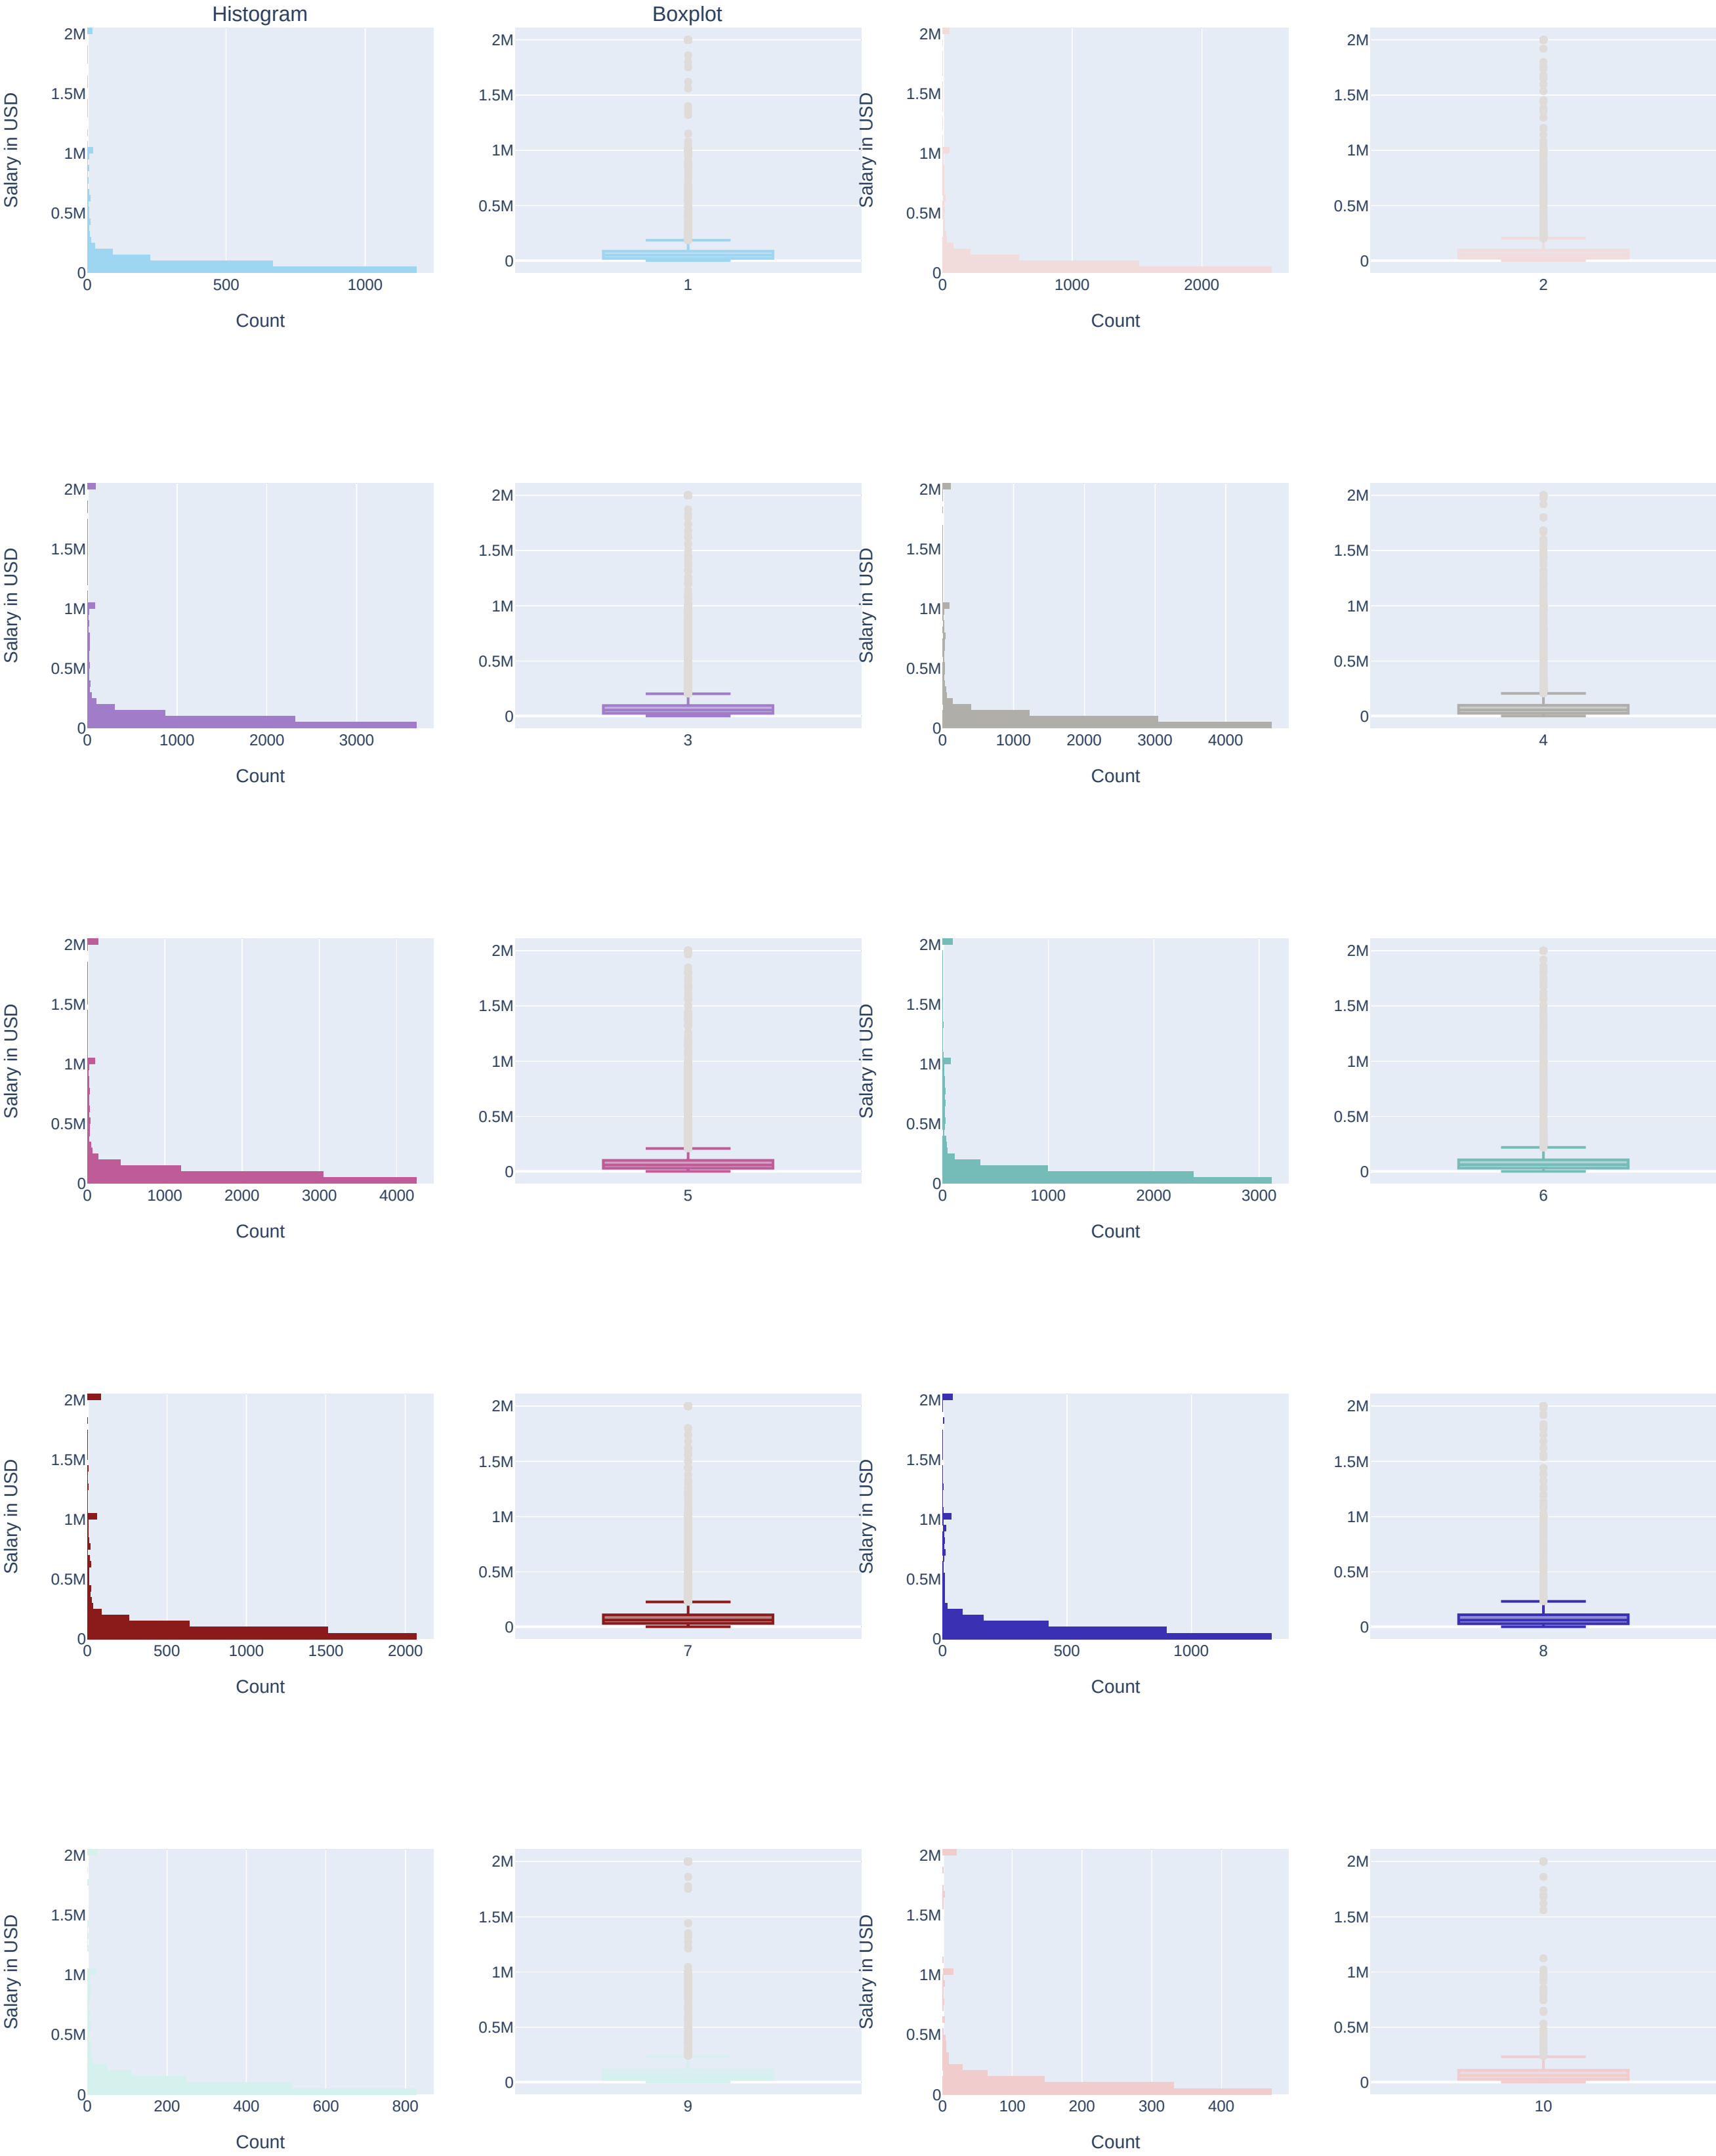 Histogram
Boxplot
Salary in USD
2M
1.5M
1M
0.5M
0
0 500 1000
Count
2M
1.5M
1M
0.5M
0
1
Salary in USD
2M
1.5M
1M
0.5M
0
0 1000 2000
Count
2M
1.5M
1M
0.5M
0
2
Salary in USD
2M
1.5M
1M
0.5M
0
0 1000 2000 3000
Count
2M
1.5M
1M
0.5M
0
3
Salary in USD
2M
1.5M
1M
0.5M
0
0 1000 2000 3000 4000
Count
2M
1.5M
1M
0.5M
0
4
Salary in USD
2M
1.5M
1M
0.5M
0
0 1000 2000 3000 4000
Count
2M
1.5M
1M
0.5M
0
5
Salary in USD
2M
1.5M
1M
0.5M
0
0 1000 2000 3000
Count
2M
1.5M
1M
0.5M
0
6
Salary in USD
2M
1.5M
1M
0.5M
0
0 500 1000 1500 2000
Count
2M
1.5M
1M
0.5M
0
7
Salary in USD
2M
1.5M
1M
0.5M
0
0 500 1000
Count
2M
1.5M
1M
0.5M
0
8
Salary in USD
2M
1.5M
1M
0.5M
0
0 200 400 600 800
Count
2M
1.5M
1M
0.5M
0
9
Salary in USD
2M
1.5M
1M
0.5M
0
0 100 200 300 400
Count
2M
1.5M
1M
0.5M
0
10